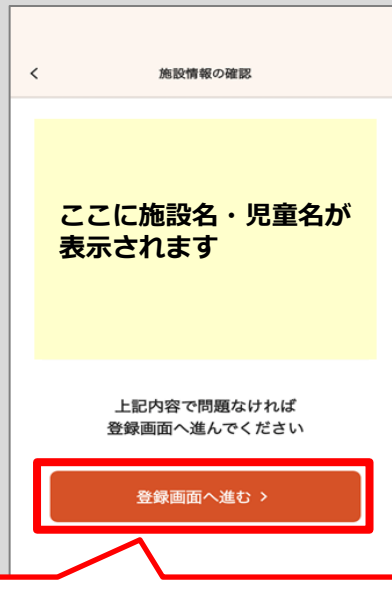 施設情報の確認
ここに施設名・児童名が
表示されます
上記内容で問題なければ
登録画面へ進んでください
登録画面へ進む >